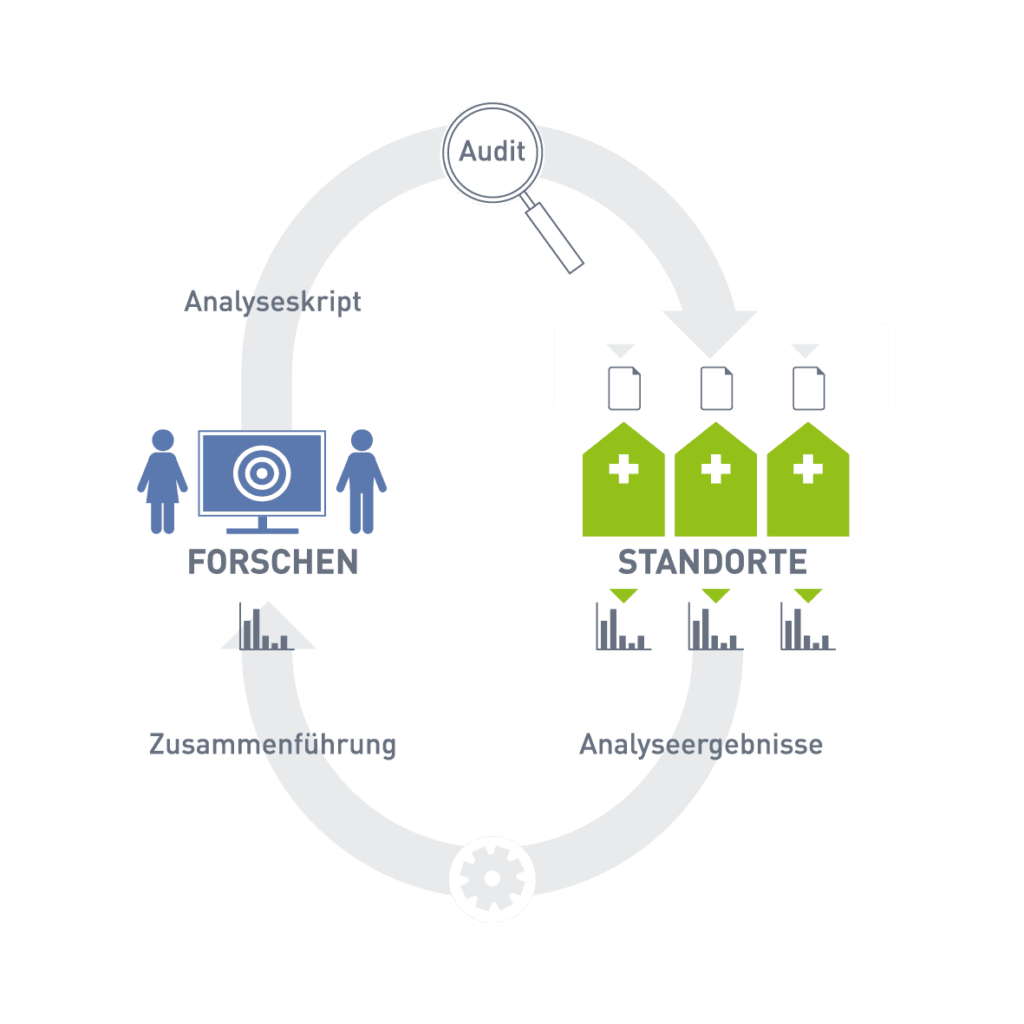 Audit
Analyseskript
FORSCHEN
STANDORTE
Zusammenführung
Analyseergebnisse